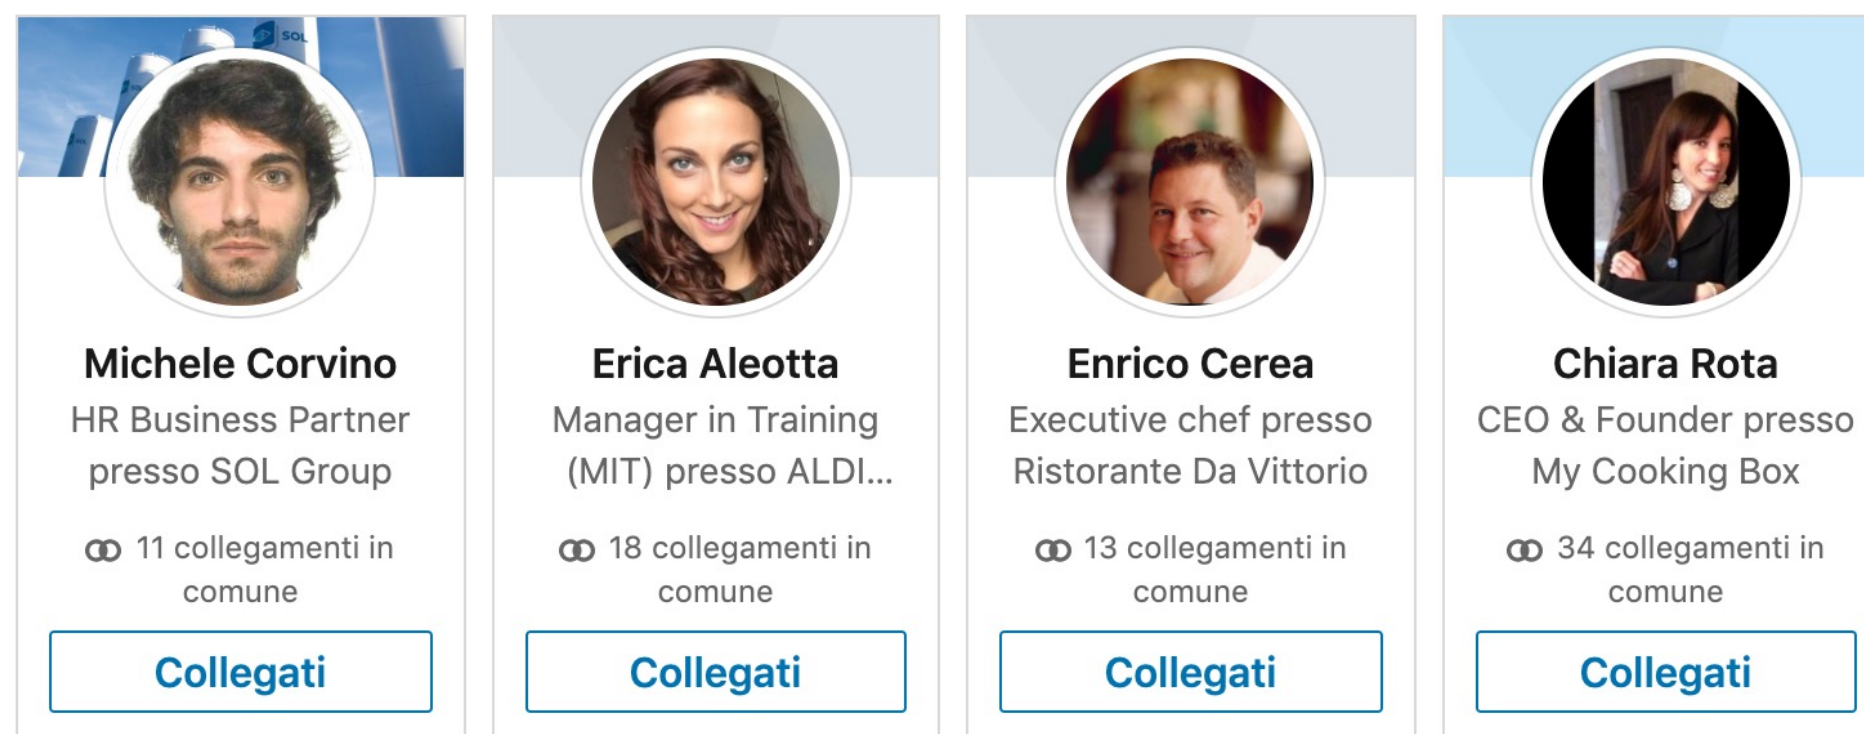 SOL
SOL
Michele Corvino
HR Business Partner
presso SOL Group
11 collegamenti in
comune
Collegati
Erica Aleotta
Manager in Training
(MIT) presso ALDI...
18 collegamenti in
comune
Collegati
Enrico Cerea
Executive chef presso
Ristorante Da Vittorio
13 collegamenti in
comune
Collegati
Chiara Rota
CEO & Founder presso
My Cooking Box
34 collegamenti in
comune
Collegati